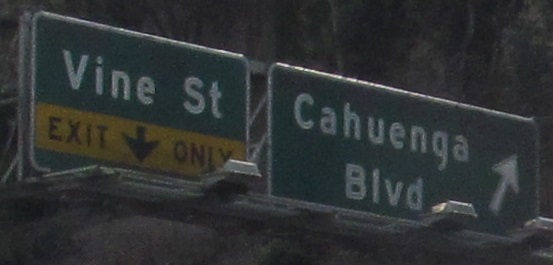 Vine St
EXIT ONLY
Cahuenga
Blvd